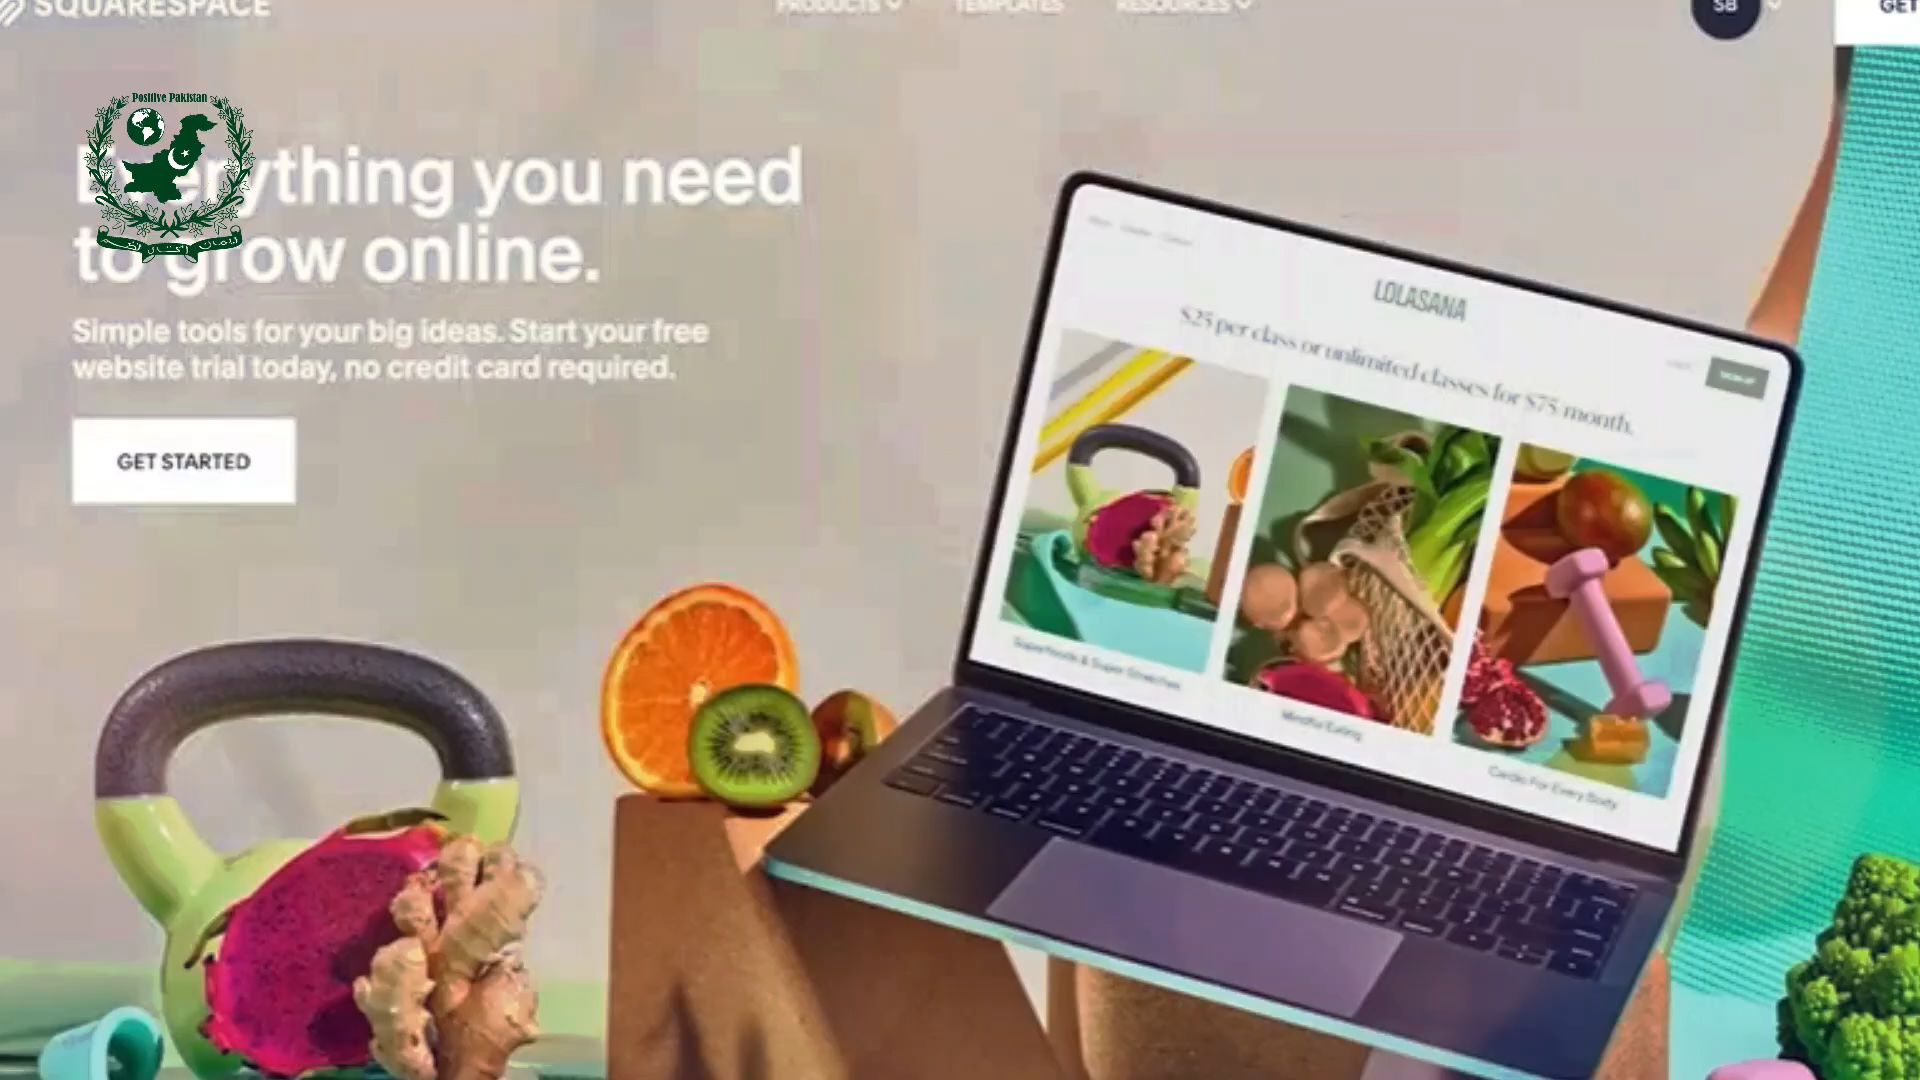 SQUARESPACE
PRODUCTS
TEMPLATES
RESOURCES
SB
GET
Positive Pakistan
Everything you need
to grow online.
Simple tools for your big ideas. Start your free
website trial today, no credit card required.
GET STARTED
LOLASANA
$25 per class or unlimited classes for $75 month.
Superfoods & Super Stretches
Mindful Eating
Cardio For Every Body